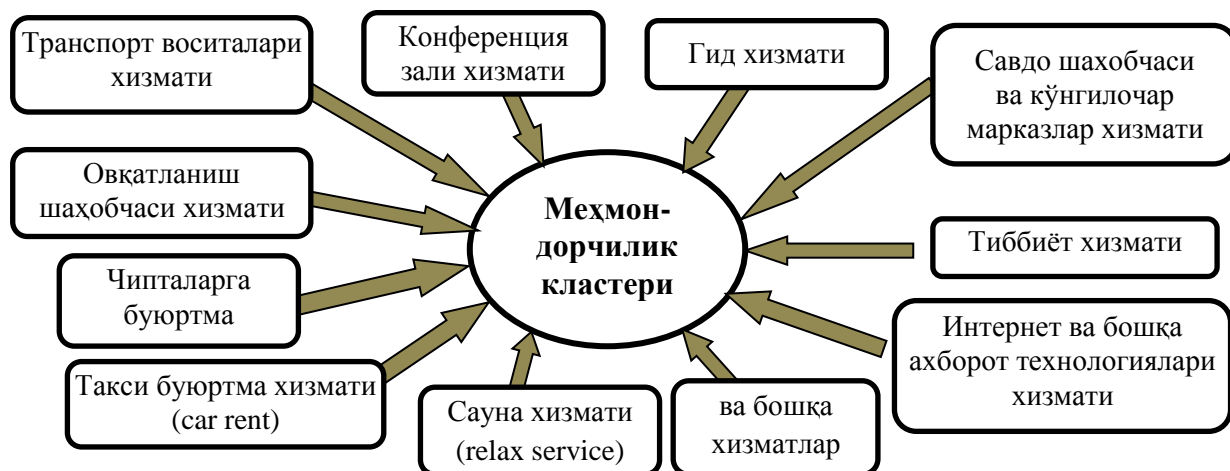 Транспорт воситалари
хизмати
Конференция
зали хизмати
Гид хизмати
Савдо шахобчаси
ва кўнгилочар
марказлар хизмати
Овқатланиш
шаҳобчаси хизмати
Меҳмон-
дорчилик
кластери
Тиббиёт хизмати
Чипталарга
буюртма
Интернет ва бошқа
ахборот технологиялари
хизмати
Такси буюртма хизмати
(car rent)
Сауна хизмати
(relax service)
ва бошқа
хизматлар